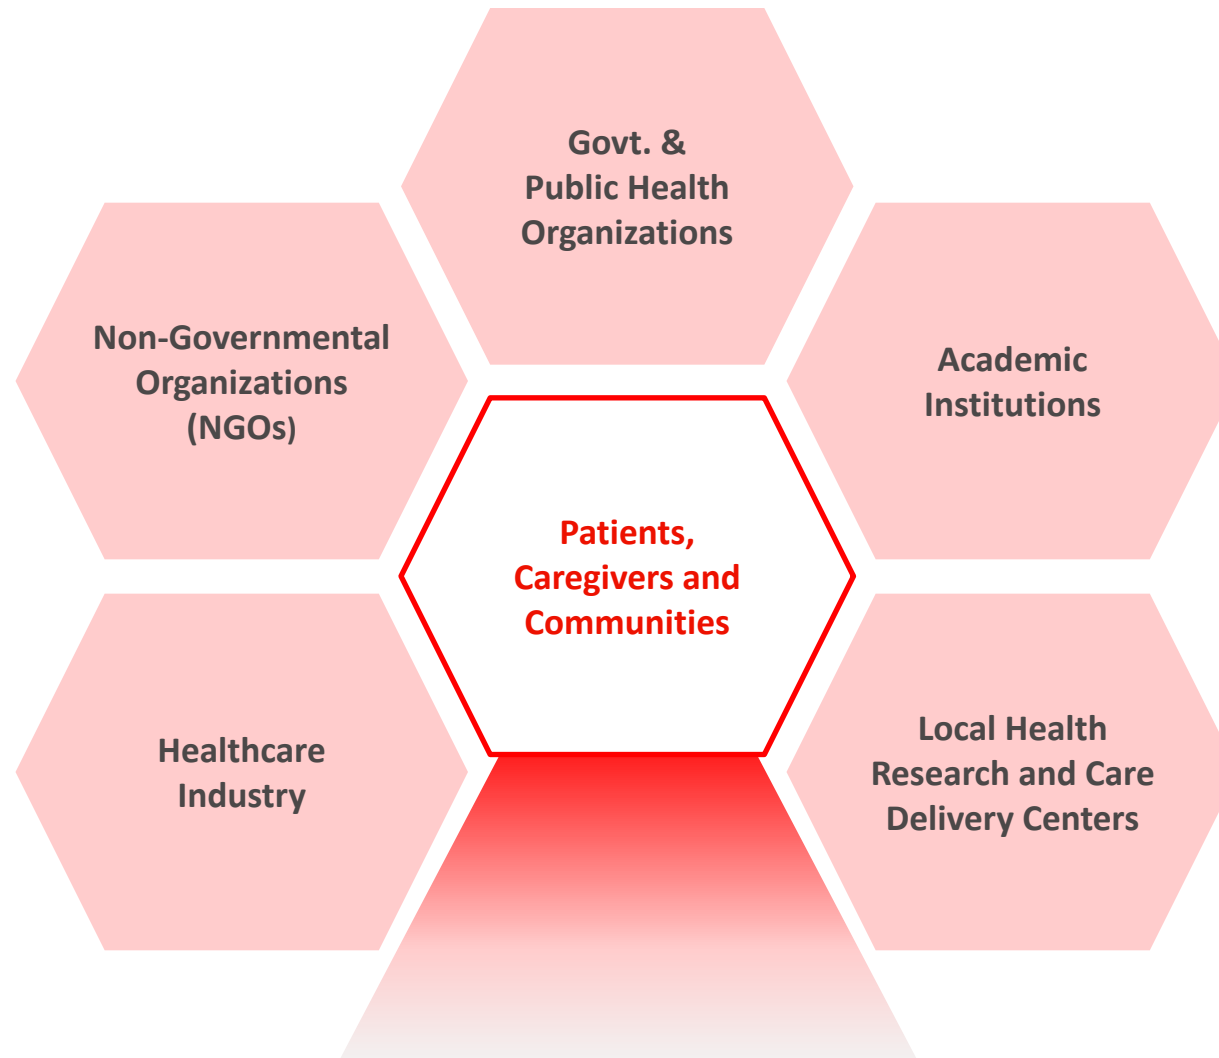 Govt. &
Public Health
Organizations
Non-Governmental
Organizations
(NGOs)
Academic
Institutions
Patients,
Caregivers and
Communities
Healthcare
Industry
Local Health
Research and Care
Delivery Centers